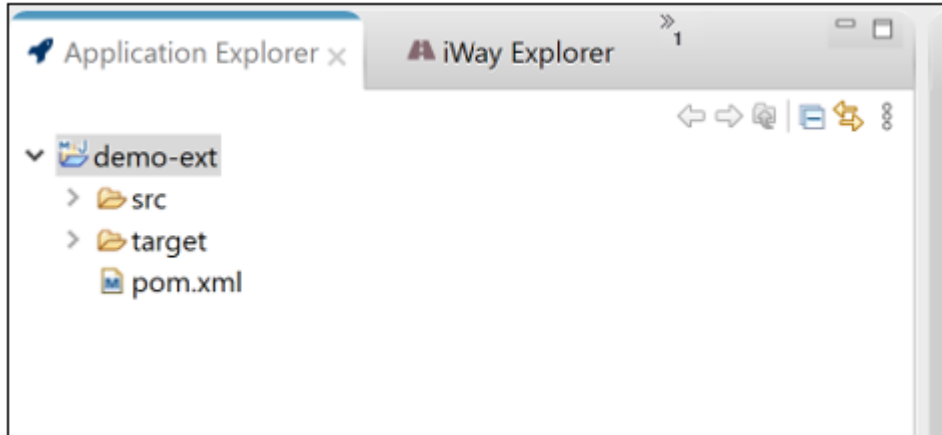 Application Explorer
iWay Explorer
»1
demo-ext
src
target
pom.xml